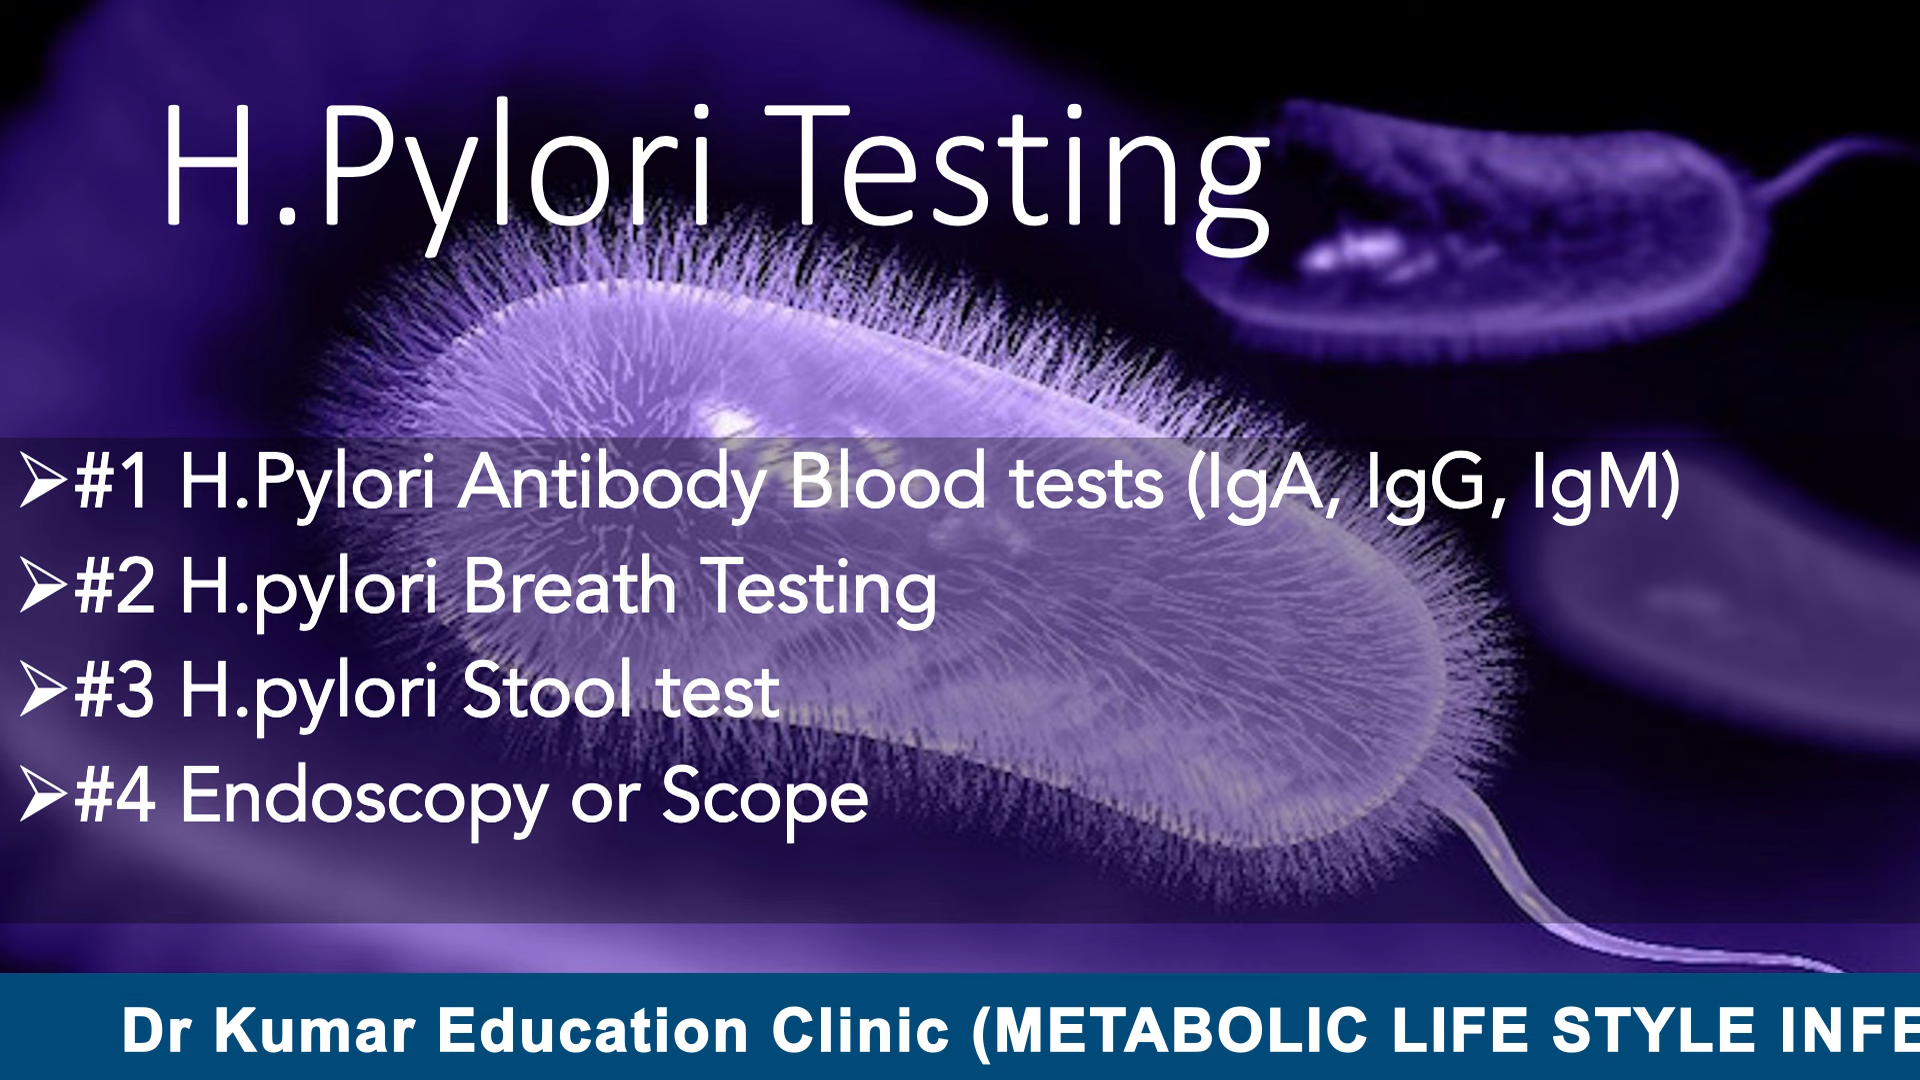 H.Pylori Testing
➢#1 H.Pylori Antibody Blood tests (IgA, IgG, IgM)
➢#2 H.pylori Breath Testing
➢#3 H.pylori Stool test
➢#4 Endoscopy or Scope
Dr Kumar Education Clinic (METABOLIC LIFE STYLE